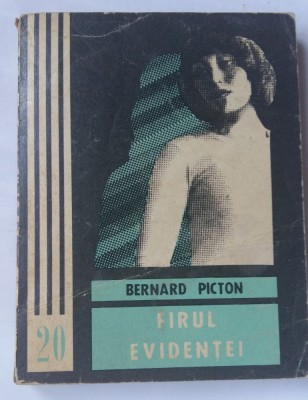 BERNARD PICTON
FIRUL
EVIDENȚEI
20